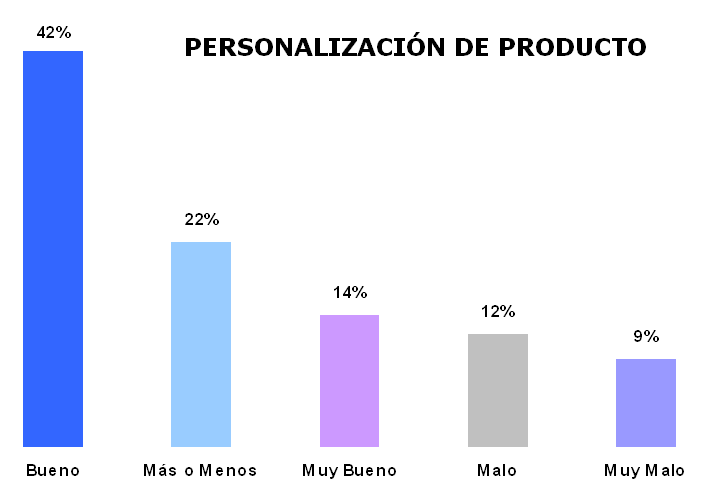 42%
PERSONALIZACIÓN DE PRODUCTO
22%
14%
12%
9%
Bueno
Más o Menos
Muy Bueno
Malo
Muy Malo